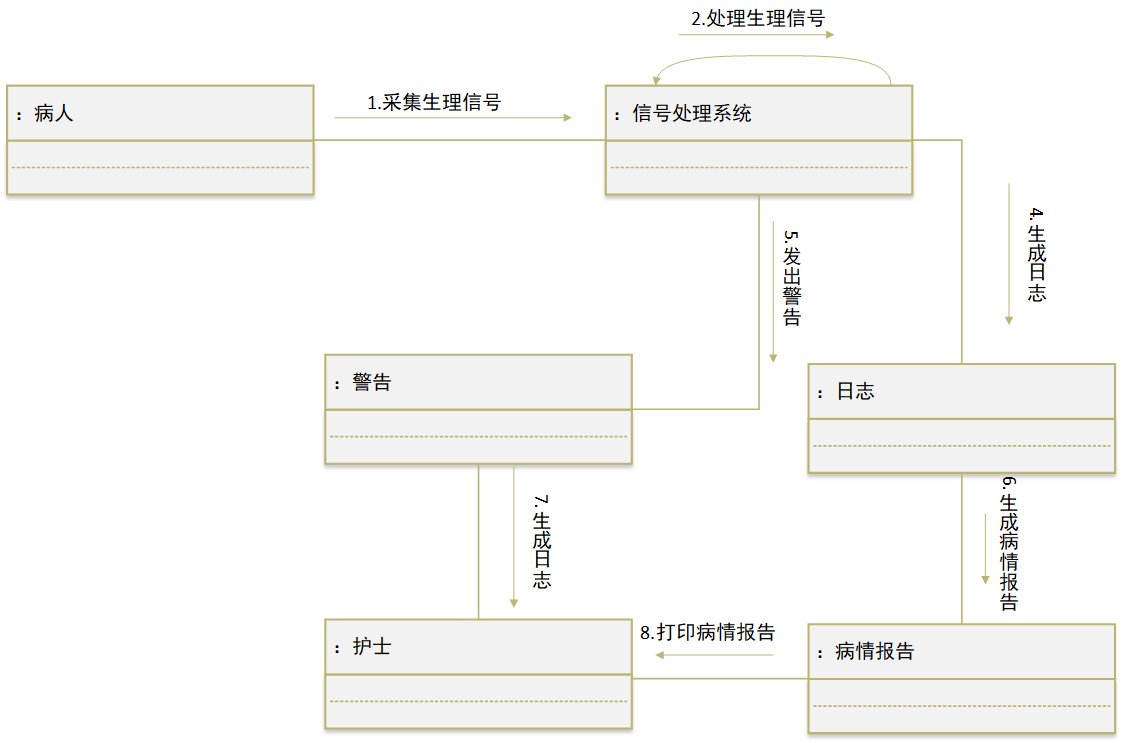 2.处理生理信号
：病人
1.采集生理信号
：信号处理系统
4.生成日志
5.发出警告
：警告
：日志
7.生成日志
6.生成病情报告
：护士
8.打印病情报告
：病情报告